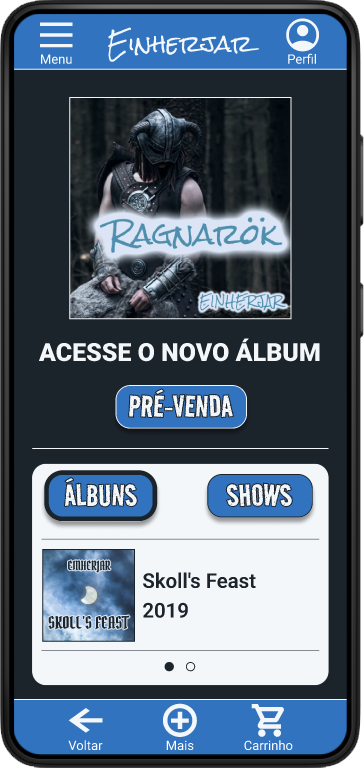 Einherjar
Menu
Perfil
Ragnarök
Einherjar
ACESSE O NOVO ÁLBUM
PRÉ-VENDA
ÁLBUNS
SHOWS
EINHERJAR
SKOLL'S FEAST
Skoll's Feast
2019
Voltar
Mais
Carrinho